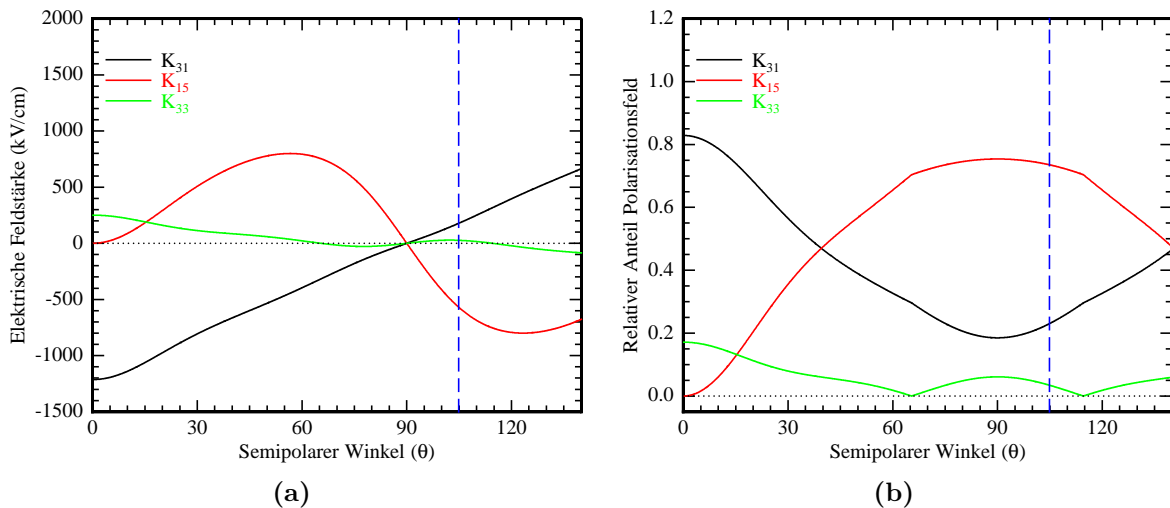 2000
1500
1000
500
0
-500
-1000
-1500
Elektrische Feldstärke (kV/cm)
K31
K15
K33
0 30 60 90 120
Semipolarer Winkel (θ)
(a)
1.2
1.0
0.8
0.6
0.4
0.2
0.0
Relativer Anteil Polarisationsfeld
K31
K15
K33
0 30 60 90 120
Semipolarer Winkel (θ)
(b)